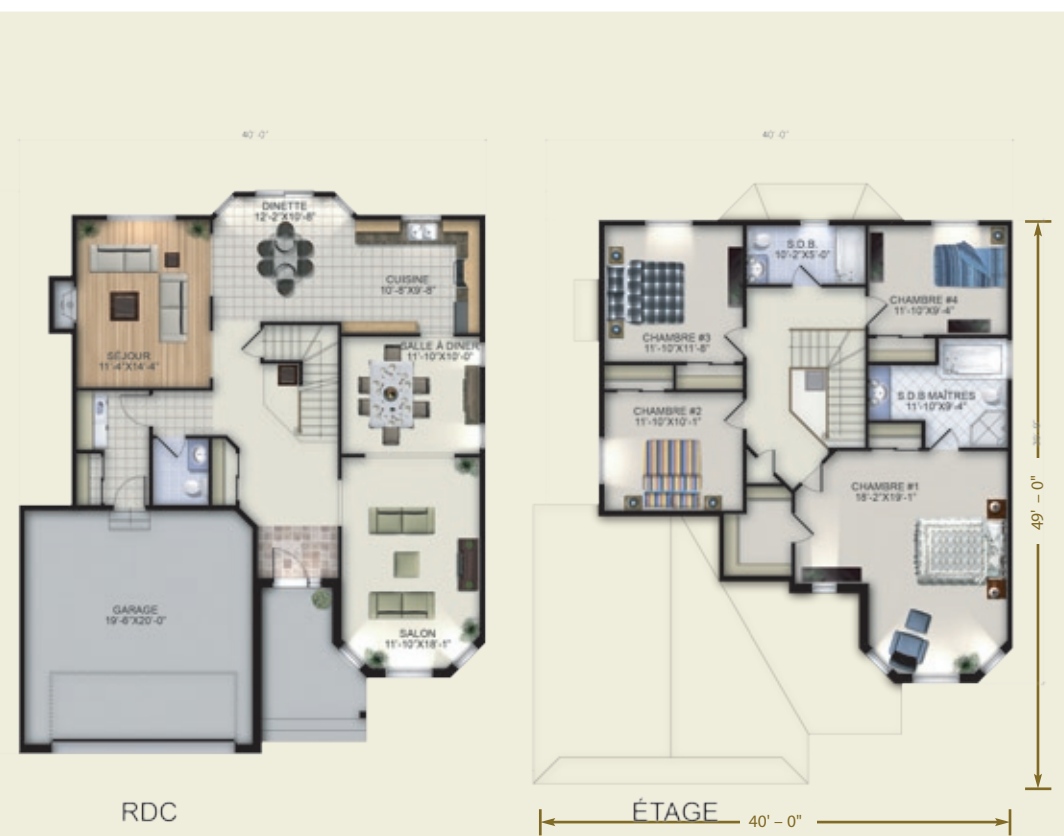 40'-0"
40'-0"
DINETTE
12'-2"X10'-8"
CUISINE
10'-8"X9'-8"
SÉJOUR
11'-4"X14'-4"
SALLE À DINER
11'-10"X10'-0"
GARAGE
19'-6"X20'-0"
SALON
11'-10"X18'-1"
RDC
S.D.B.
10'-2"X5'-0"
CHAMBRE #4
11'-10"X9'-4"
CHAMBRE #3
11'-10"X11'-8"
S.D.B MAÎTRES
11'-10"X9'-4"
CHAMBRE #2
11'-10"X10'-1"
CHAMBRE #1
18'-2"X19'-1"
49' – 0"
ÉTAGE
40' – 0"